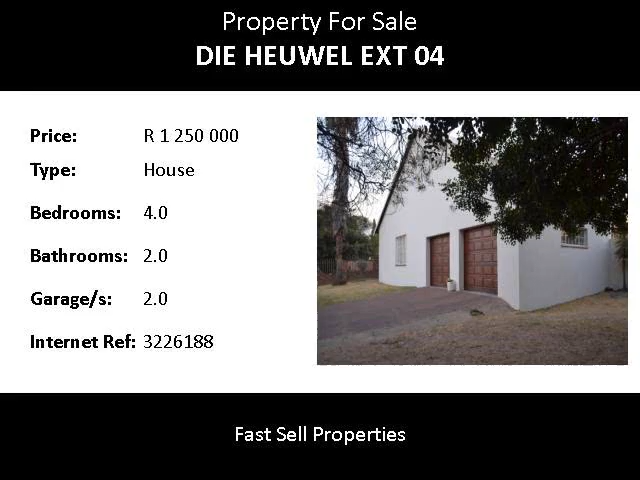 Property For Sale
DIE HEUWEL EXT 04
Price: R 1 250 000
Type: House
Bedrooms: 4.0
Bathrooms: 2.0
Garage/s: 2.0
Internet Ref: 3226188
Fast Sell Properties